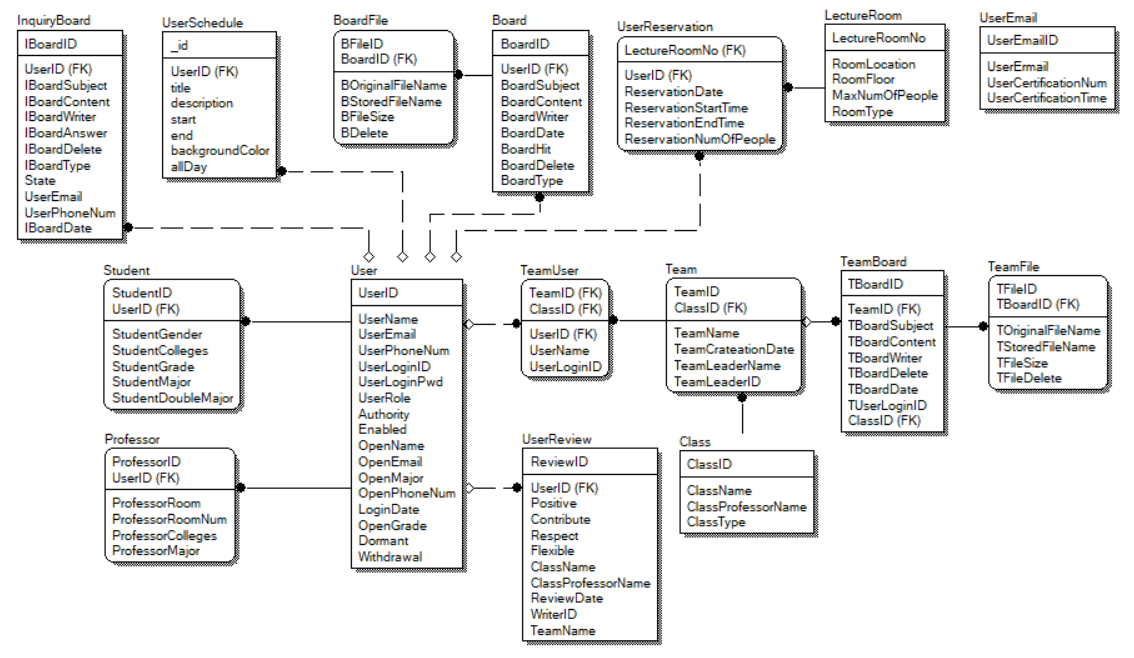 InquiryBoard
IBoardID
UserID (FK)
IBoardSubject
IBoardContent
IBoardWriter
IBoardAnswer
IBoardDelete
IBoardType
State
UserEmail
UserPhoneNum
IBoardDate
UserSchedule
_id
UserID (FK)
title
description
start
end
backgroundColor
allDay
BoardFile
BFileID
BoardID (FK)
BOriginalFileName
BStoredFileName
BFileSize
BDelete
Board
BoardID
UserID (FK)
BoardSubject
BoardContent
BoardWriter
BoardDate
BoardHit
BoardDelete
BoardType
UserReservation
LectureRoomNo (FK)
UserID (FK)
ReservationDate
ReservationStartTime
ReservationEndTime
ReservationNumOfPeople
LectureRoom
LectureRoomNo
RoomLocation
RoomFloor
MaxNumOfPeople
RoomType
UserEmail
UserEmailID
UserErmail
UserCertificationNum
UserCertificationTime
Student
StudentID
UserID (FK)
StudentGender
StudentColleges
StudentGrade
StudentMajor
StudentDoubleMajor
User
UserID
UserName
UserEmail
UserPhoneNum
UserLoginID
UserLoginPwd
UserRole
Authority
Enabled
OpenName
OpenEmail
OpenMajor
OpenPhoneNum
LoginDate
OpenGrade
Dormant
Withdrawal
TeamUser
TeamID (FK)
ClassID (FK)
UserID (FK)
UserName
UserLoginID
Team
TeamID
ClassID (FK)
TeamName
TeamCrateationDate
TeamLeaderName
TeamLeaderID
TeamBoard
TBoardID
TeamID (FK)
TBoardSubject
TBoardContent
TBoardWriter
TBoardDelete
TBoardDate
TUserLoginID
ClassID (FK)
TeamFile
TFileID
TBoardID (FK)
TOriginalFileName
TStoredFileName
TFileSize
TFileDelete
Professor
ProfessorID
UserID (FK)
ProfessorRoom
ProfessorRoomNum
ProfessorColleges
ProfessorMajor
UserReview
ReviewID
UserID (FK)
Positive
Contribute
Respect
Flexible
ClassName
ClassProfessorName
ReviewDate
WriterID
TeamName
Class
ClassID
ClassName
ClassProfessorName
ClassType